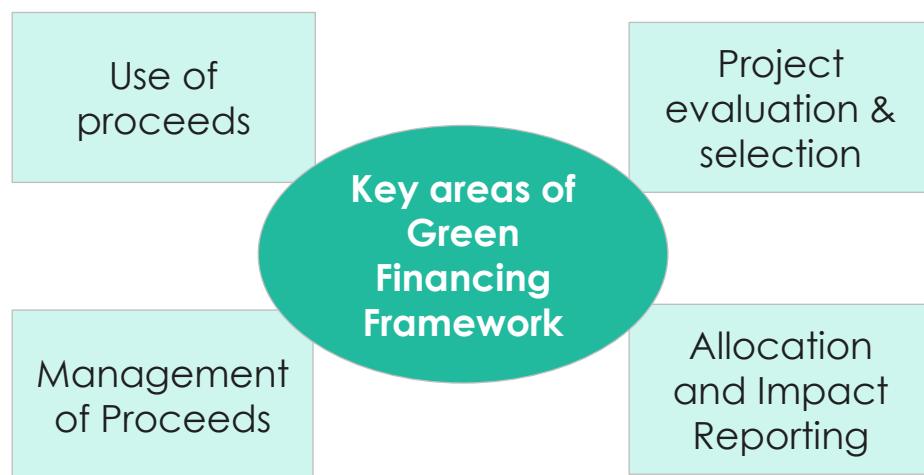 Use of
proceeds
Project
evaluation &
selection
Key areas of
Green
Financing
Framework
Management
of Proceeds
Allocation
and Impact
Reporting